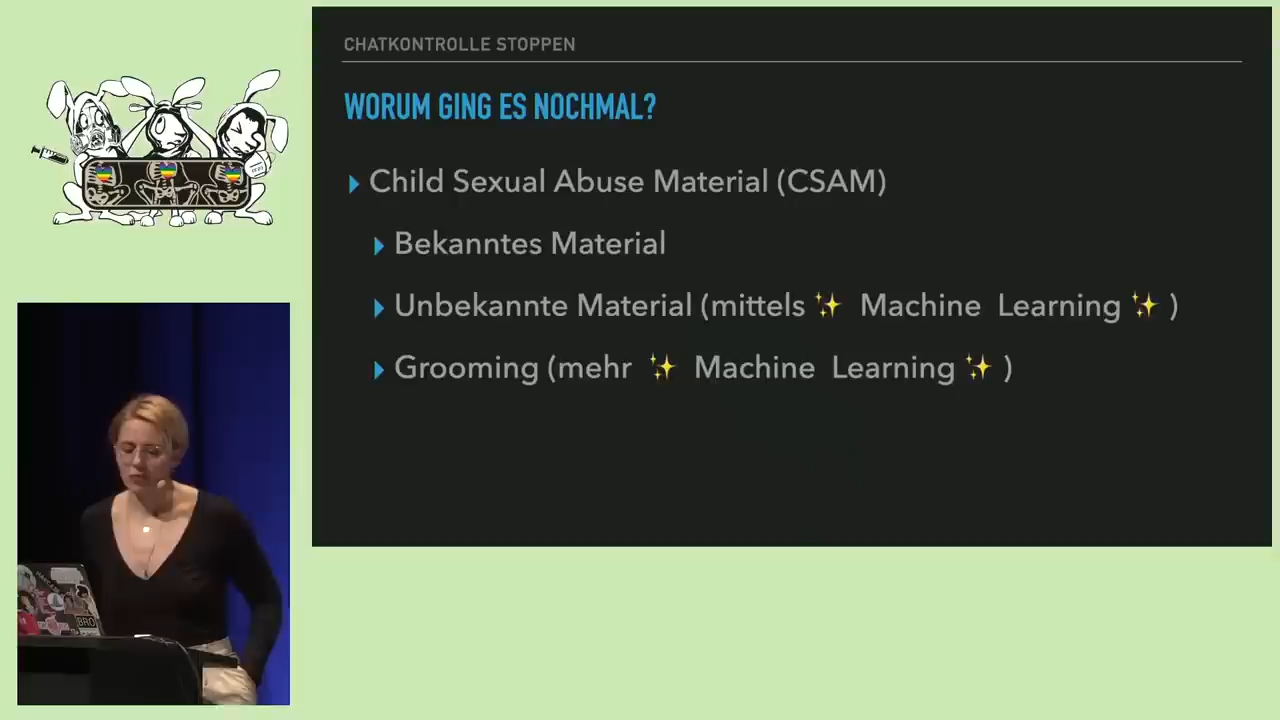 CHATKONTROLLE STOPPEN
WORUM GING ES NOCHMAL?
Child Sexual Abuse Material (CSAM)
Bekanntes Material
Unbekannte Material (mittels ✨ Machine Learning ✨ )
Grooming (mehr ✨ Machine Learning ✨ )
BRO